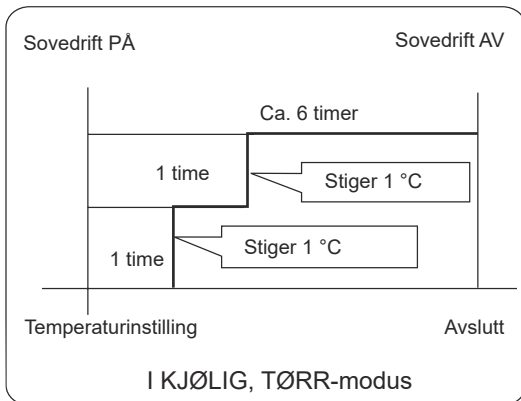 Sovedrift PÅ
Sovedrift AV
Ca. 6 timer
1 time
Stiger 1 °C
Stiger 1 °C
1 time
Temperaturinstilling
Avslutt
I KJØLIG, TØRR-modus